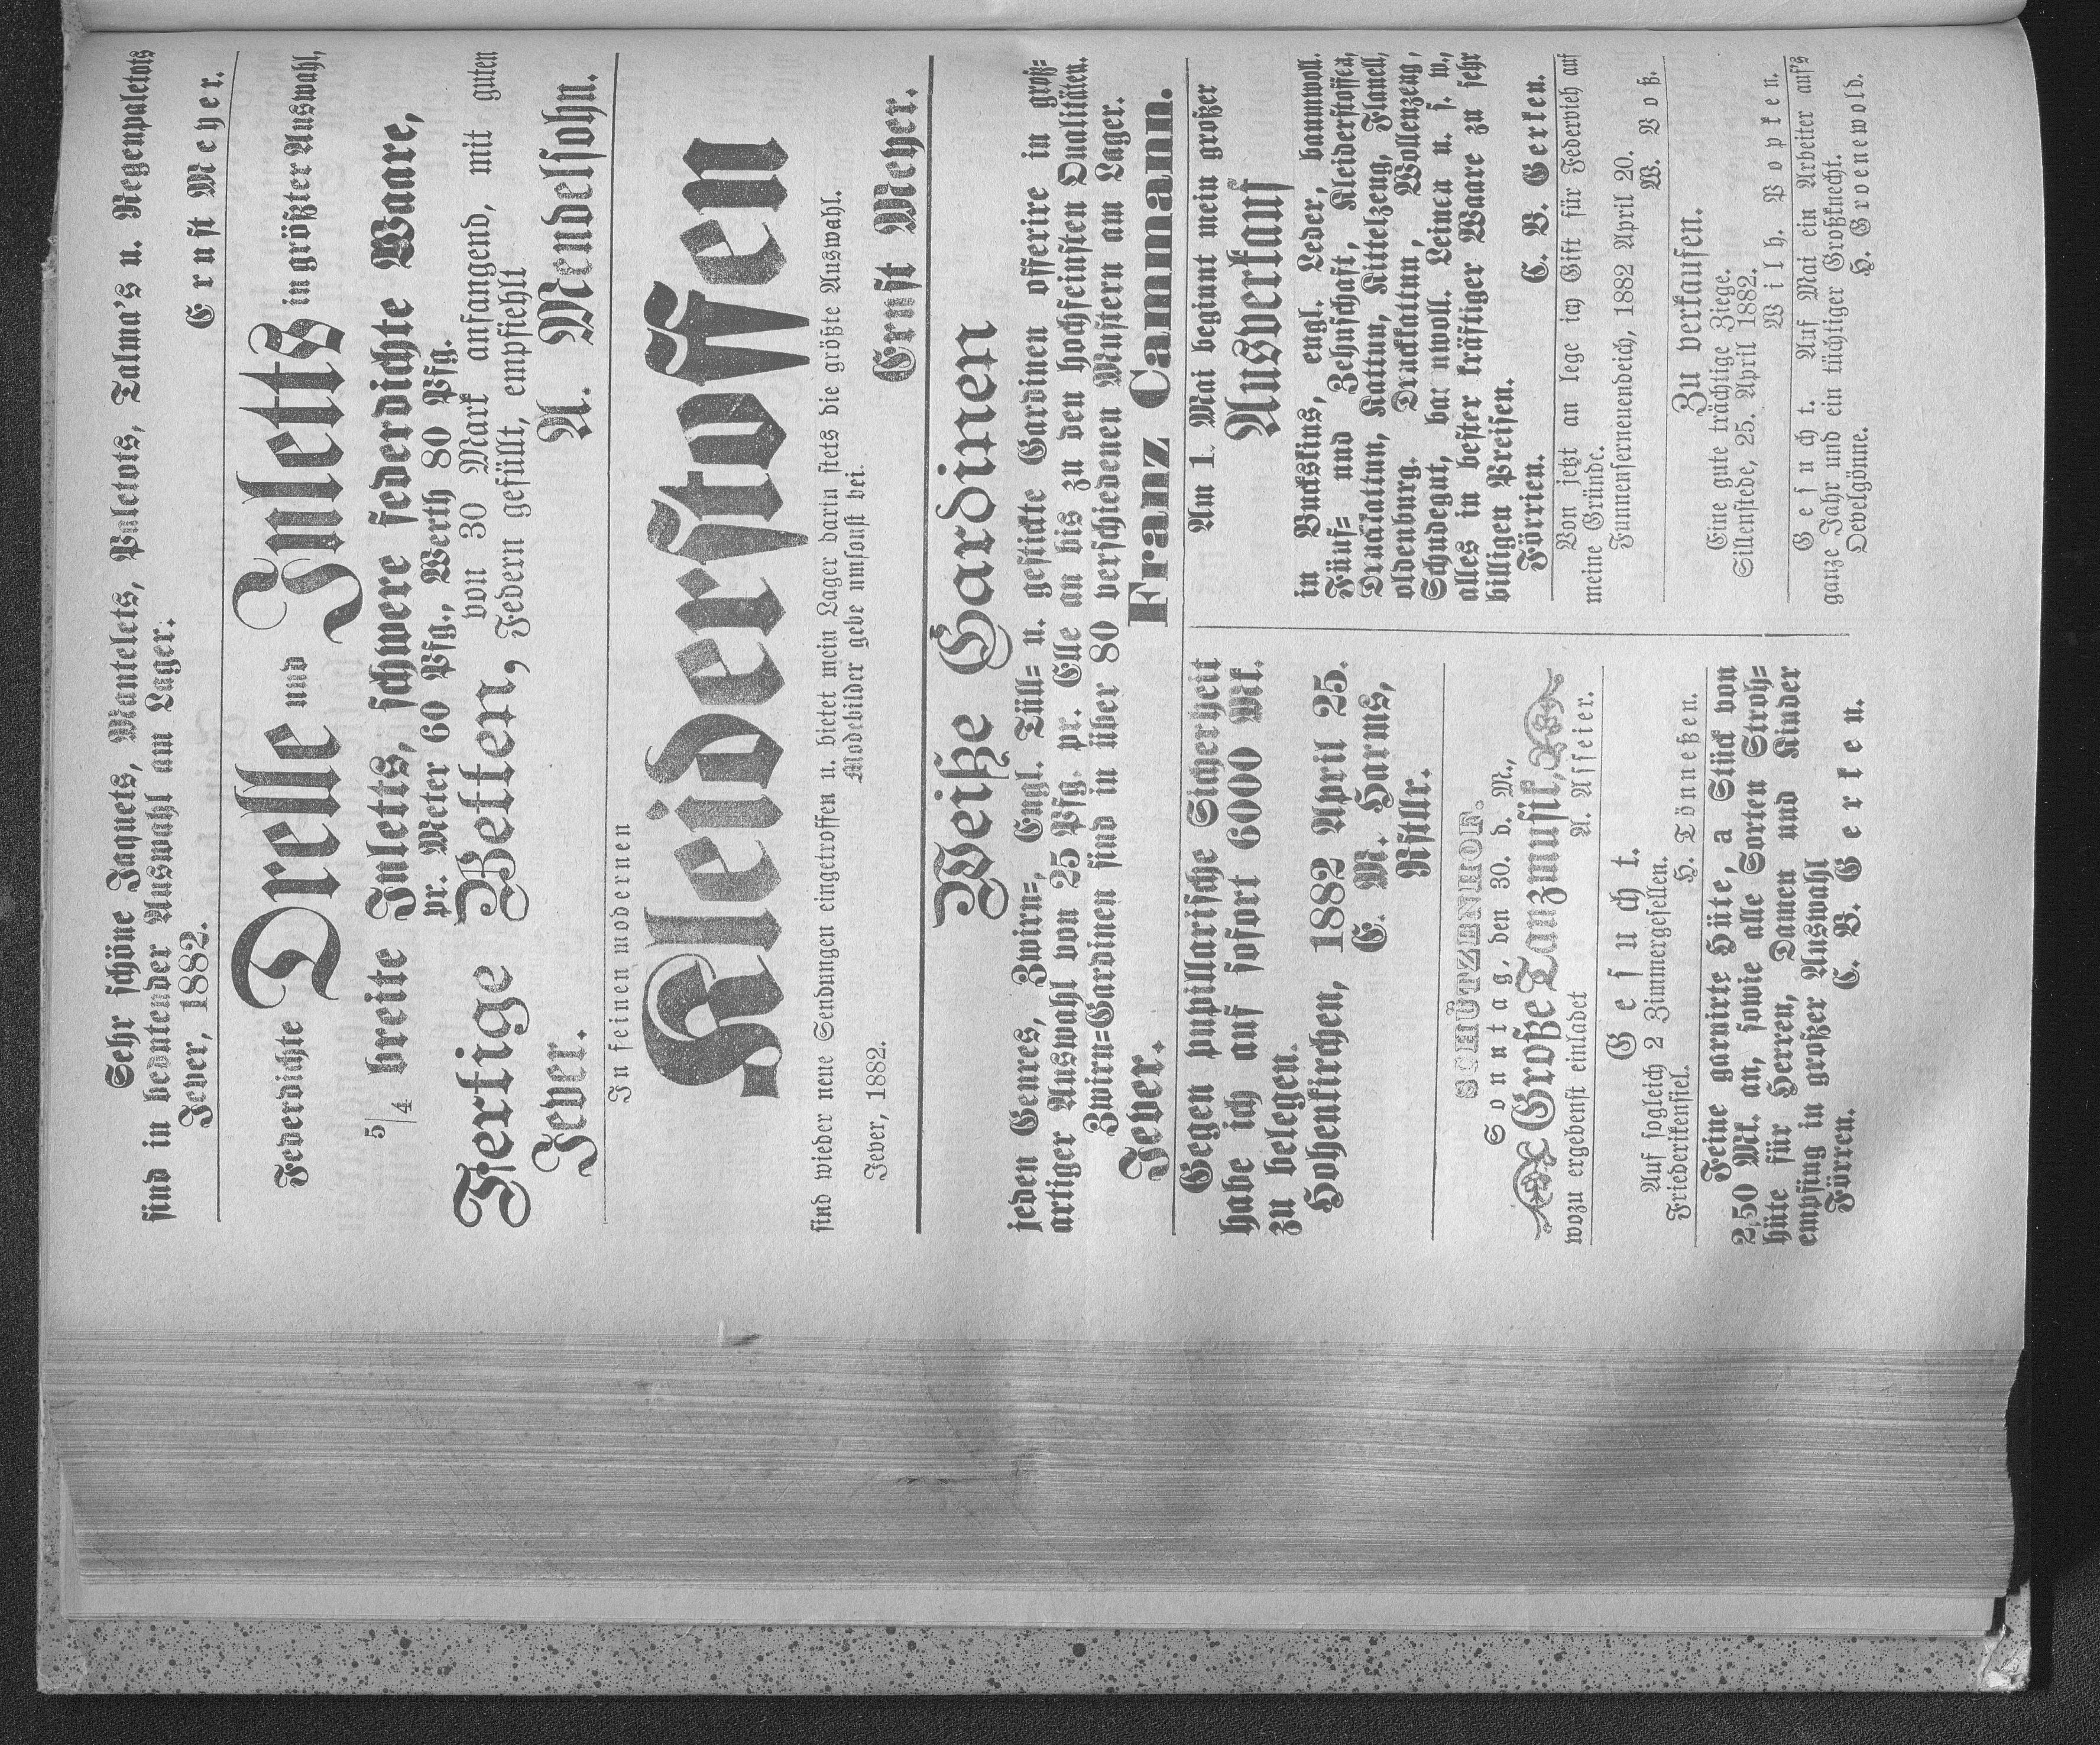 Sehr schöne Jaquets, Mantelets, Paletots, Talma's u. Regenpaletots
sind in bedeutender Auswahl am Lager.
Jever, 1882.
Ernst Meyer.
Federdichte Drelle und Inletts in größter Auswahl,
5/4 breite Inletts, schwere federdichte Waare,
pr. Meter 60 Pfg., Werth 80 Pfg.
Fertige Betten, von 30 Mark anfangend, mit guten
Federn gefüllt, empfiehlt
Jever.
A. Mendelsohn.
In feinen modernen
Kleiderstoffen
sind wieder neue Sendungen eingetroffen u. bietet mein Lager darin stets die größte Auswahl.
Modebilder gebe umsonst bei.
Jever, 1882.
Ernst Meyer.
Weiße Gardinen
jeden Genres, Zwirn=, Engl. Tüll= u. gestickte Gardinen offerire in groß=
artiger Auswahl von 25 Pfg. pr. Elle an bis zu den hochfeinsten Qualitäten.
Zwirn=Gardinen sind in über 80 verschiedenen Mustern am Lager.
Jever.
Franz Cammann.
Gegen pupillarische Sicherheit
habe ich auf sofort 6000 Mk.
zu belegen.
Hohenkirchen, 1882 April 25.
G. M. Harms,
Rstllr.
SCHÜTZENHOF.
Sonntag, den 30. d. M.,
Große Tanzmusik,
wozu ergebenst einladet
A. Asseier.
Gesucht.
Auf sogleich 2 Zimmergesellen.
Friederikensiel.
H. Tönneßen.
Feine garnirte Hüte, a Stück von
2,50 Mk. an, sowie alle Sorten Stroh=
hüte für Herren, Damen und Kinder
empfing in großer Auswahl
Förrien.
C. B. Gerken.
Am 1. Mai beginnt mein großer
Ausverkauf
in Buckskins, engl. Leder, baumwoll.
Fünf= und Zehnschaft, Kleiderstoffen,
Kattun, Kittelzeug, Flanell,
oldenburg. Druckkattun, Wollenzeug,
Schudegut, baumwoll. Leinen u. s. w.,
alles in bester kräftiger Waare zu sehr
billigen Preisen.
Förrien.
C. B. Gerken.
Von jetzt an lege ich Gift für Federvieh auf
meine Gründe.
Funnenserneuendeich, 1882 April 20.
W. Voß.
Zu verkaufen.
Eine gute trächtige Ziege.
Sillenstede, 25. April 1882.
Wilh. Popken.
Gesucht. Auf Mai ein Arbeiter auf's
ganze Jahr und ein tüchtiger Großknecht.
Oevelgönne.
H. Groenewold.